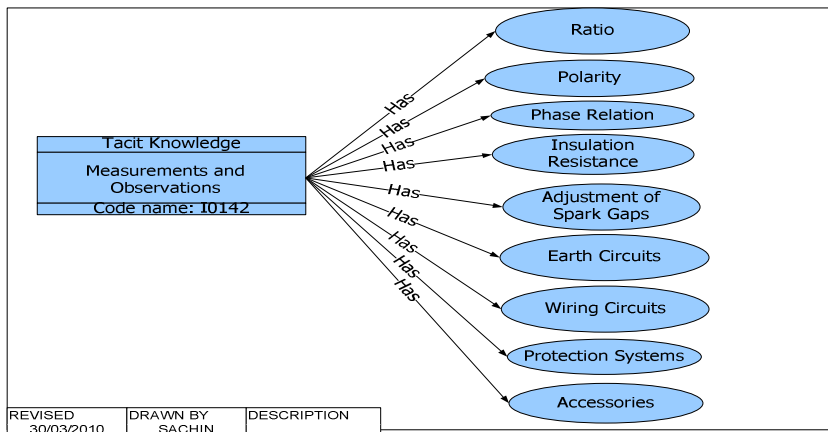 Ratio
Polarity
Phase Relation
Insulation
Resistance
Adjustment of
Spark Gaps
Earth Circuits
Wiring Circuits
Protection Systems
Accessories
Has
Has
Has
Has
Has
Has
Has
Has
Has
Tacit Knowledge
Measurements and
Observations
Code name: I0142
REVISED
30/03/2010
DRAWN BY
SACHIN
DESCRIPTION